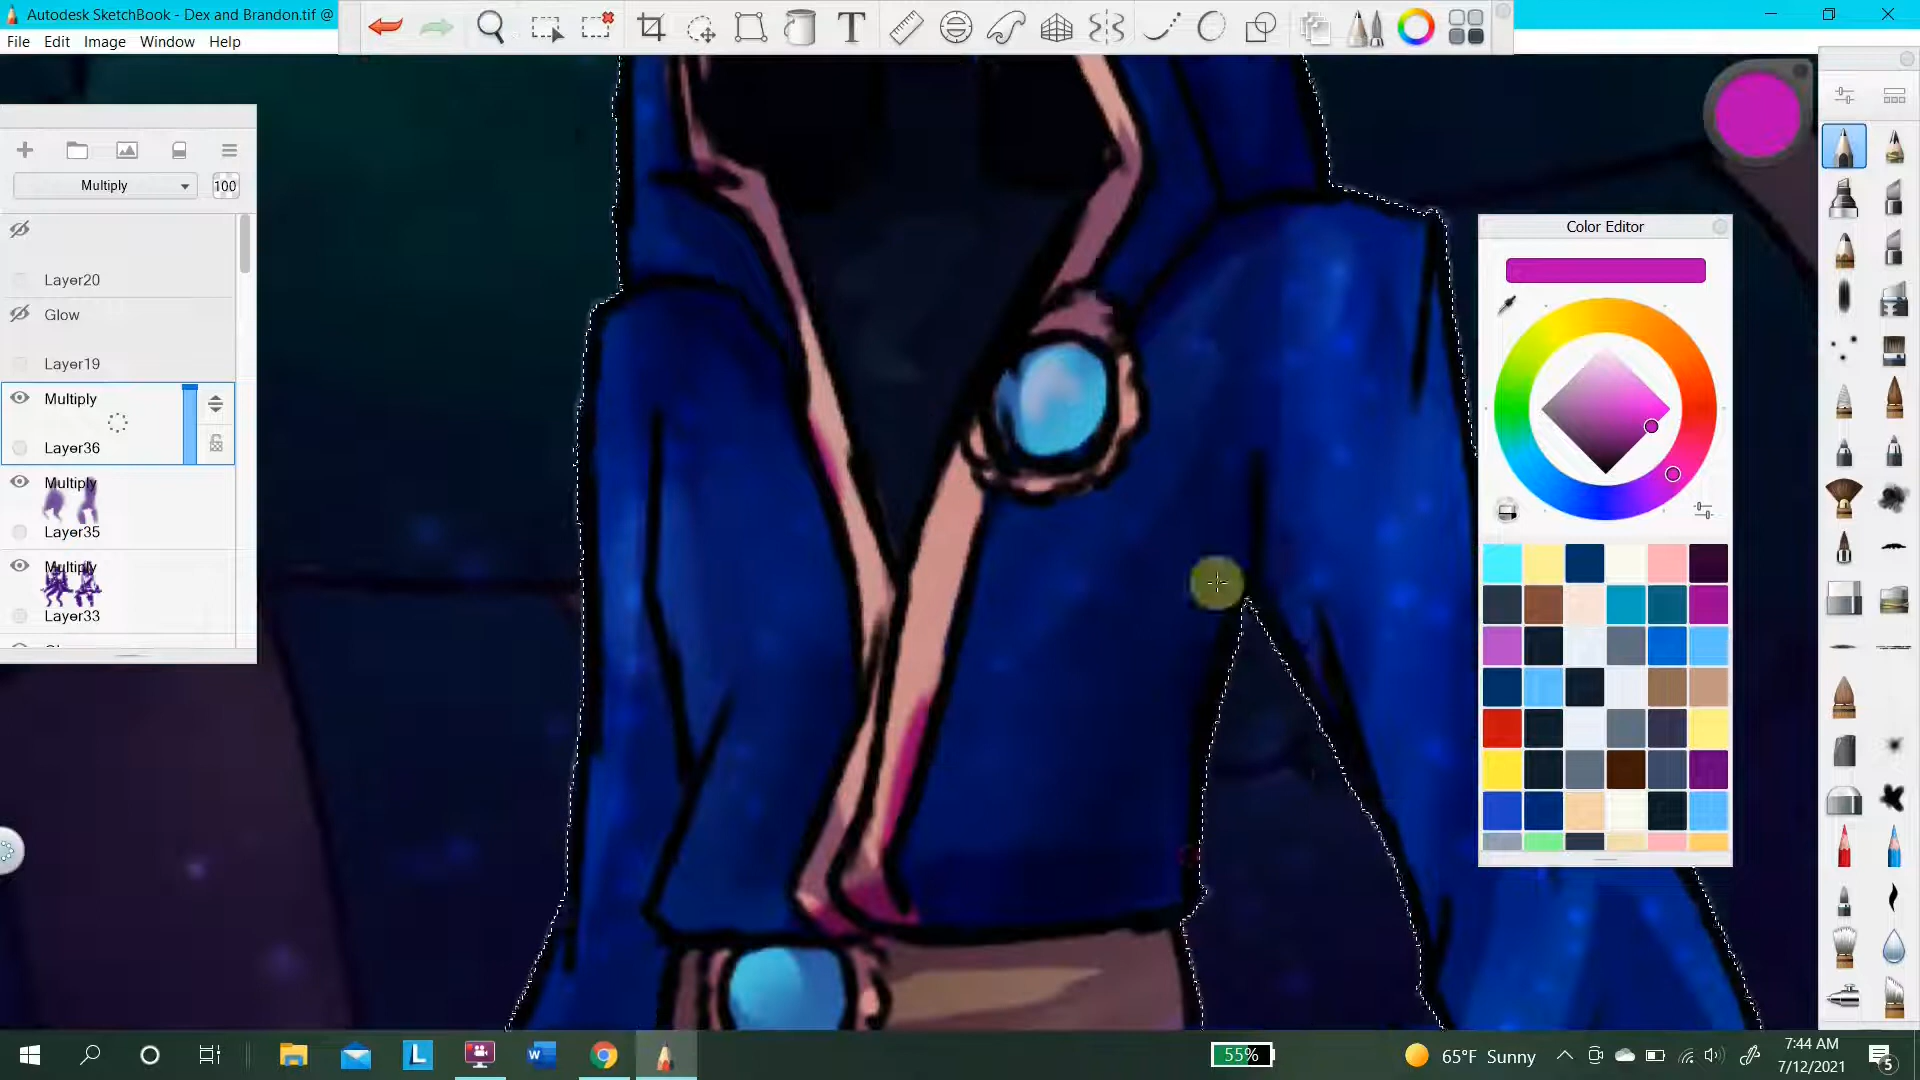 Autodesk SketchBook - Dex and Brandon.tif @
File Edit Image Window Help
T
Multiply
100
Layer20
Glow
Layer19
Multiply
Layer36
Multiply
Layer35
Multiply
Layer33
Color Editor
L
W
55%
65°F Sunny
7:44 AM
7/12/2021
5